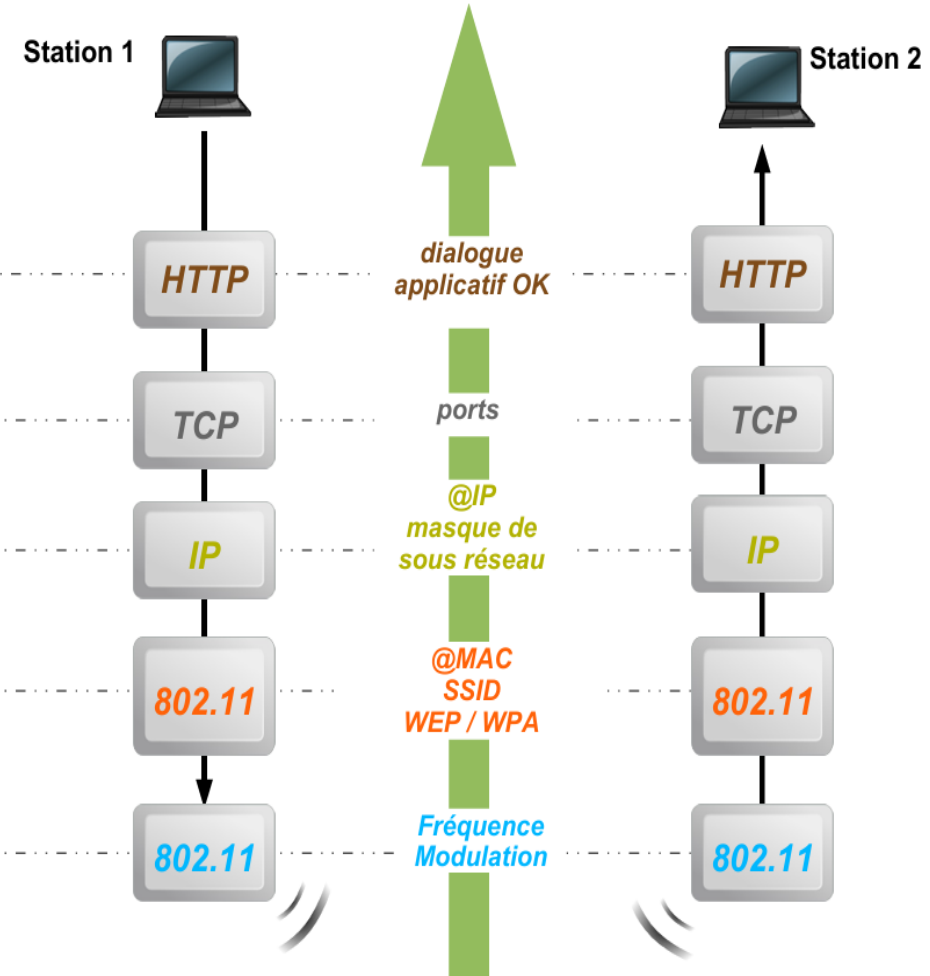 Station 1
Station 2
HTTP
dialogue
applicatif OK
HTTP
TCP
ports
TCP
IP
@IP
masque de
sous réseau
IP
802.11
@MAC
SSID
WEP / WPA
802.11
802.11
Fréquence
Modulation
802.11